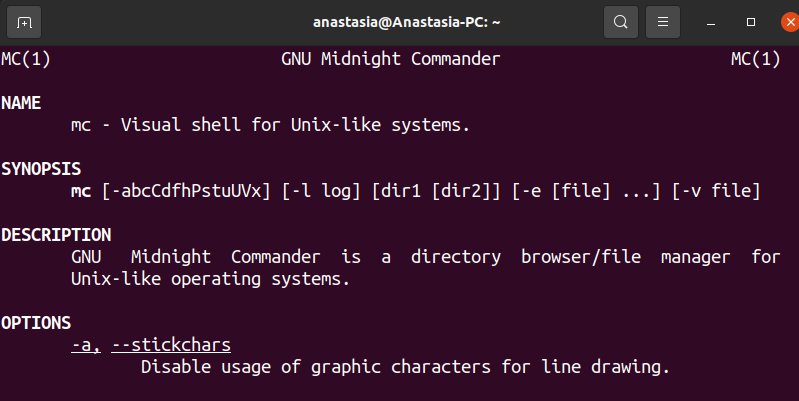 anastasia@Anastasia-PC: ~
MC(1) GNU Midnight Commander MC(1)
NAME
mc - Visual shell for Unix-like systems.
SYNOPSIS
mc [-abcCdfhPstuUVx] [-l log] [dir1 [dir2]] [-e [file] ...] [-v file]
DESCRIPTION
GNU Midnight Commander is a directory browser/file manager for
Unix-like operating systems.
OPTIONS
-a, --stickchars
Disable usage of graphic characters for line drawing.